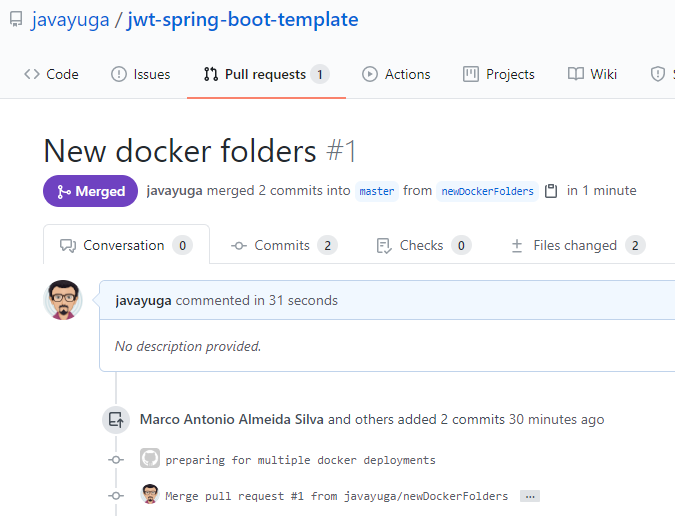 javayuga / jwt-spring-boot-template
Code Issues Pull requests 1 Actions Projects Wiki
New docker folders #1
Merged javayuga merged 2 commits into master from newDockerFolders in 1 minute
Conversation 0 Commits 2 Checks 0 Files changed 2
javayuga commented in 31 seconds
No description provided.
Marco Antonio Almeida Silva and others added 2 commits 30 minutes ago
preparing for multiple docker deployments
Merge pull request #1 from javayuga/newDockerFolders ...